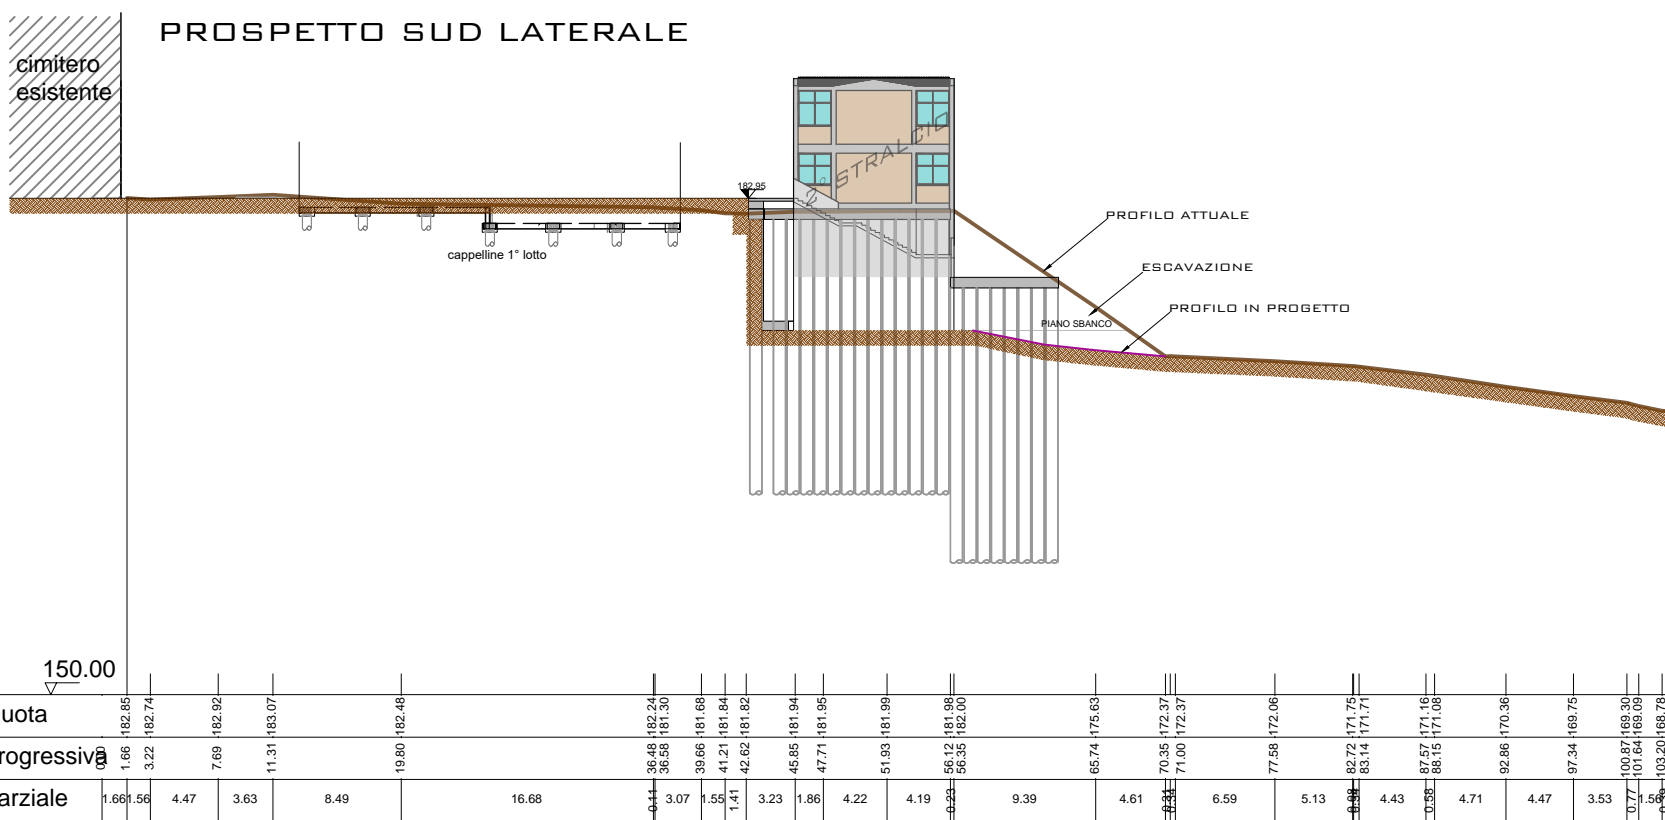 PROSPETTO SUD LATERALE
cimitero
esistente
2° STRALCIO
182.95
PROFILO ATTUALE
ESCAVAZIONE
PROFILO IN PROGETTO
PIANO SBANCO
cappelline 1° lotto
150.00
uota 182.85 182.74 182.92 183.07 182.48 182.24 181.30 181.68 181.84 181.82 181.94 181.95 181.99 181.98 182.00 175.63 172.37 172.37 172.06 171.75 171.71 171.16 171.08 170.36 169.75 169.30 169.09 168.78
rogressiva 0.00 1.66 3.22 7.69 11.31 19.80 36.48 36.58 39.66 41.21 42.62 45.85 47.71 51.93 56.12 56.35 65.74 70.35 71.00 77.58 82.72 83.14 87.57 88.15 92.86 97.34 100.87 101.64 103.20
arziale 1.66 1.56 4.47 3.63 8.49 16.68 0.11 3.07 1.55 1.41 3.23 1.86 4.22 4.19 0.23 9.39 4.61 6.59 5.13 4.43 0.58 4.71 4.47 3.53 0.77 1.56